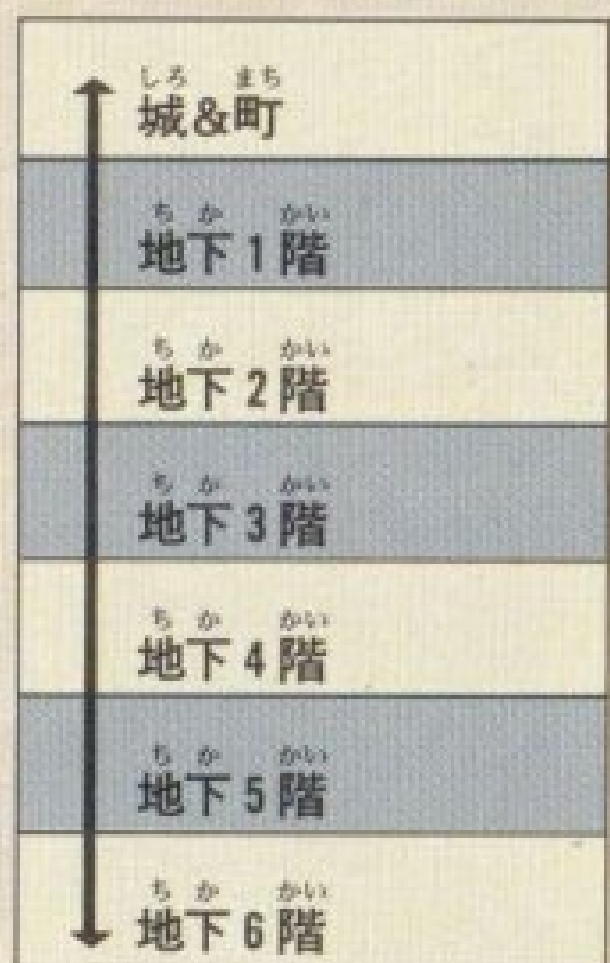 しろ まち
城&町
ちか かい
地下1階
ちか かい
地下2階
ちか かい
地下3階
ちか かい
地下4階
ちか かい
地下5階
ちか かい
地下6階